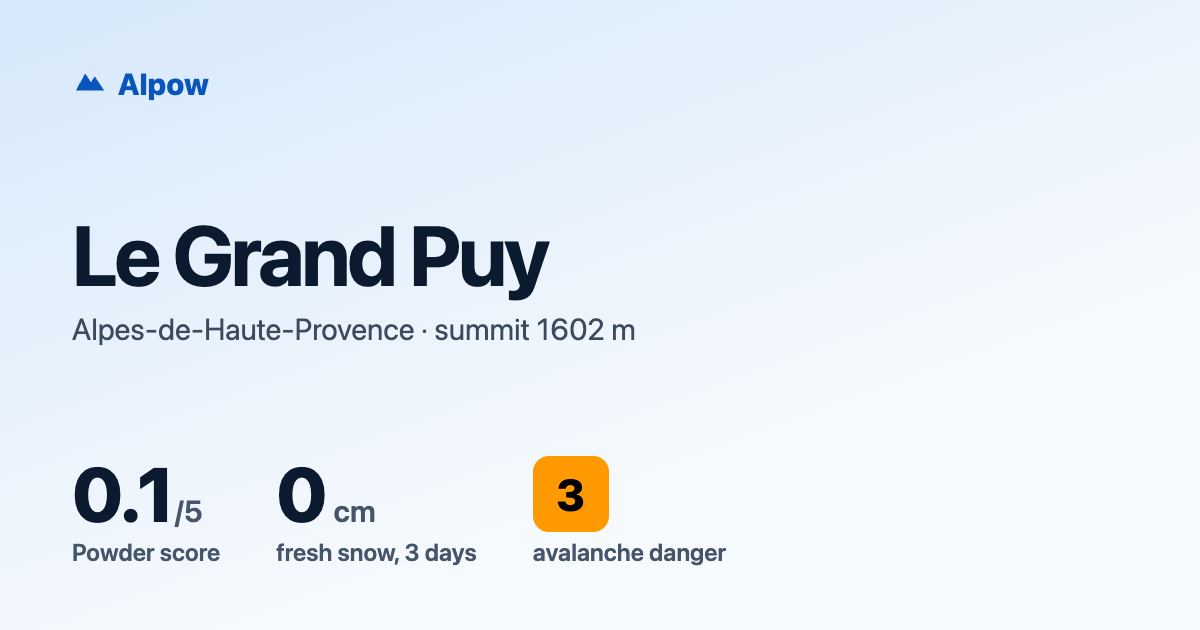 Alpow
Le Grand Puy
Alpes-de-Haute-Provence · summit 1602 m
0.1/5
Powder score
0 cm
fresh snow, 3 days
3
avalanche danger